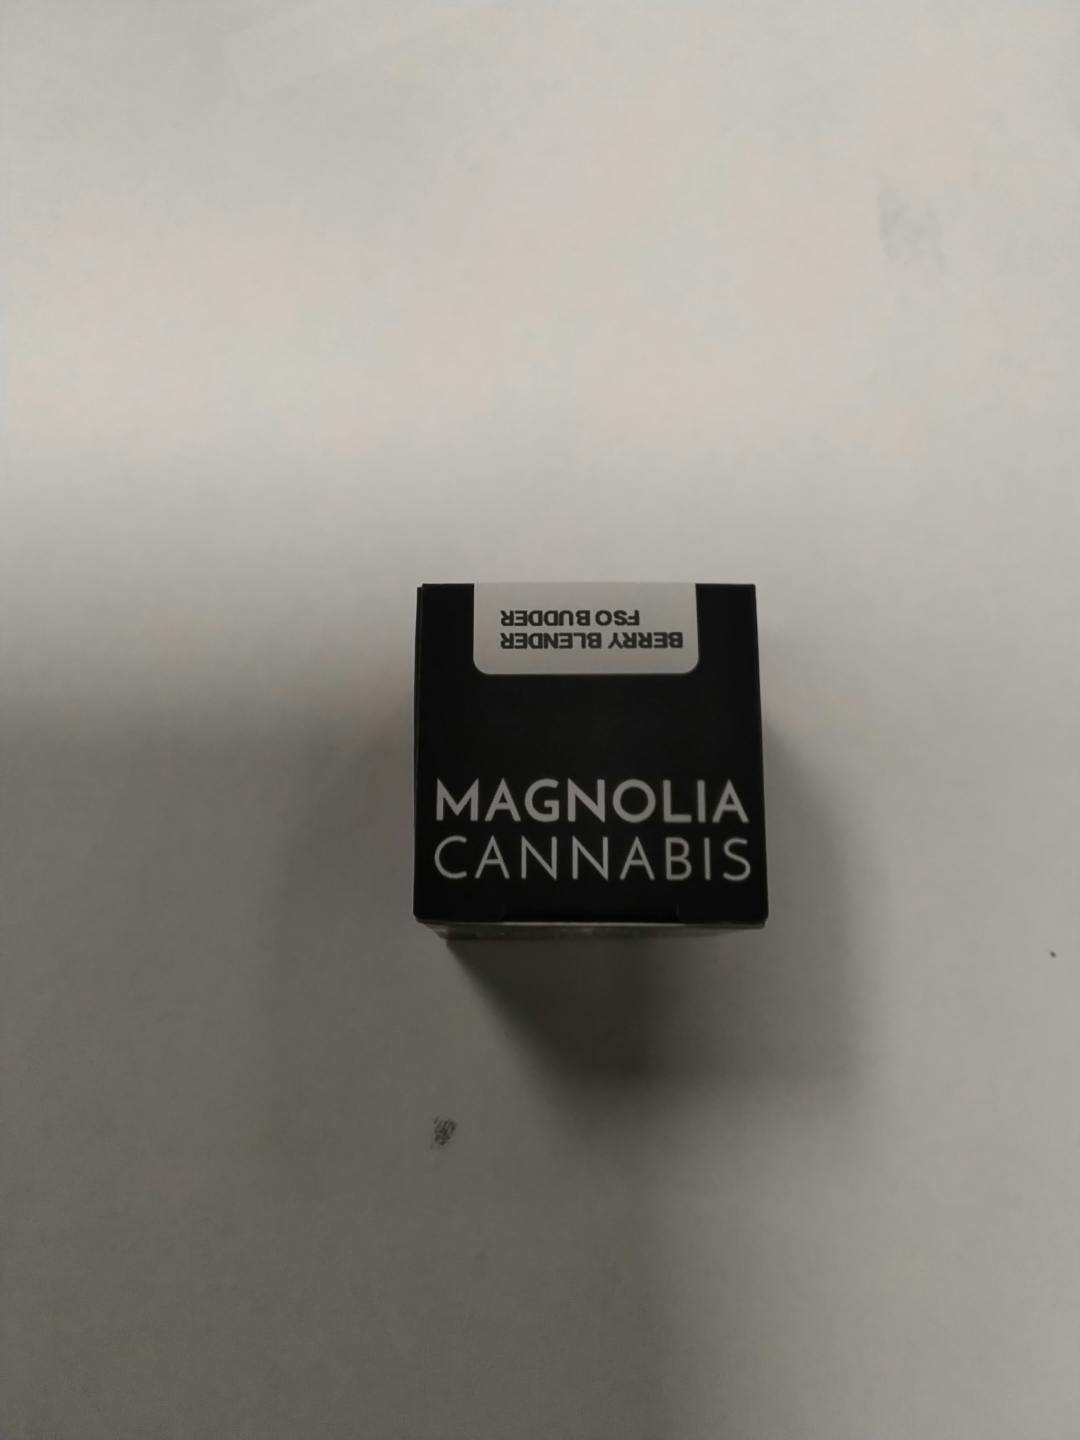 BERRY BLENDER
FSO BUDDER
MAGNOLIA
CANNABIS